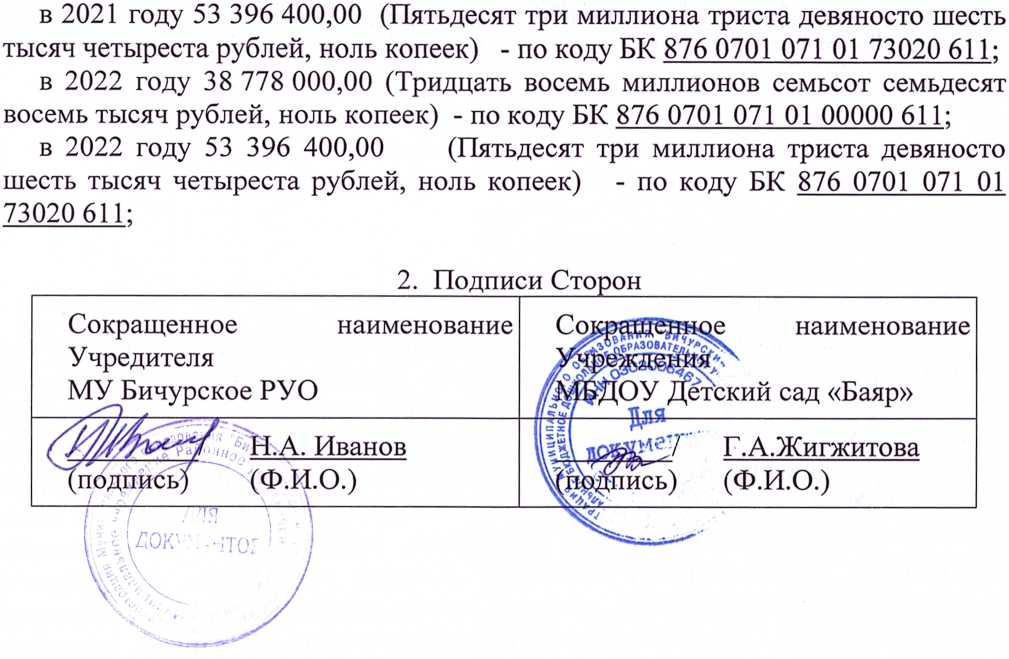 в 2021 году 53 396 400,00 (Пятьдесят три миллиона триста девяносто шесть
тысяч четыреста рублей, ноль копеек) - по коду БК 876 0701 071 01 73020 611;
в 2022 году 38 778 000,00 (Тридцать восемь миллионов семьсот семьдесят
восемь тысяч рублей, ноль копеек) - по коду БК 876 0701 071 01 00000 611;
в 2022 году 53 396 400,00 (Пятьдесят три миллиона триста девяносто
шесть тысяч четыреста рублей, ноль копеек) - по коду БК 876 0701 071 01
73020 611;
2. Подписи Сторон
Сокращенное наименование
Учредителя
МУ Бичурское РУО
Сокращенное наименование
Учреждения
МБДОУ Детский сад «Баяр»
Н.А. Иванов
(подпись) (Ф.И.О.)
/ Г.А.Жигжитова
(подпись) (Ф.И.О.)
ДЛЯ
ДОКУМЕНТОВ
Для